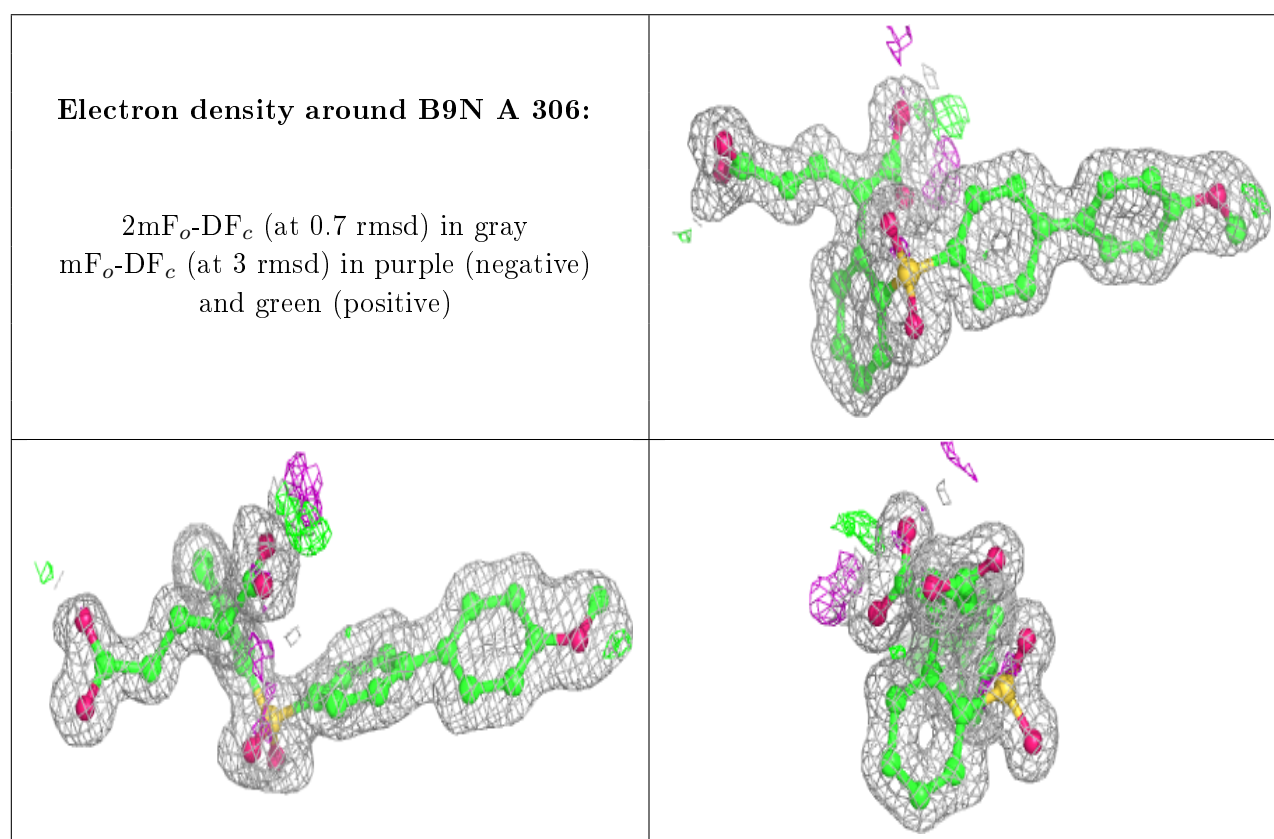 Electron density around B9N A 306:
2mFo-DFc (at 0.7 rmsd) in gray
mFo-DFc (at 3 rmsd) in purple (negative)
and green (positive)